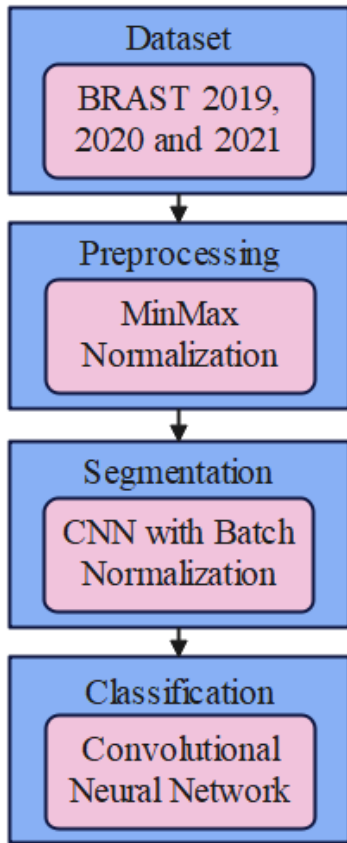 Dataset
BRAST 2019,
2020 and 2021
Preprocessing
MinMax
Normalization
Segmentation
CNN with Batch
Normalization
Classification
Convolutional
Neural Network